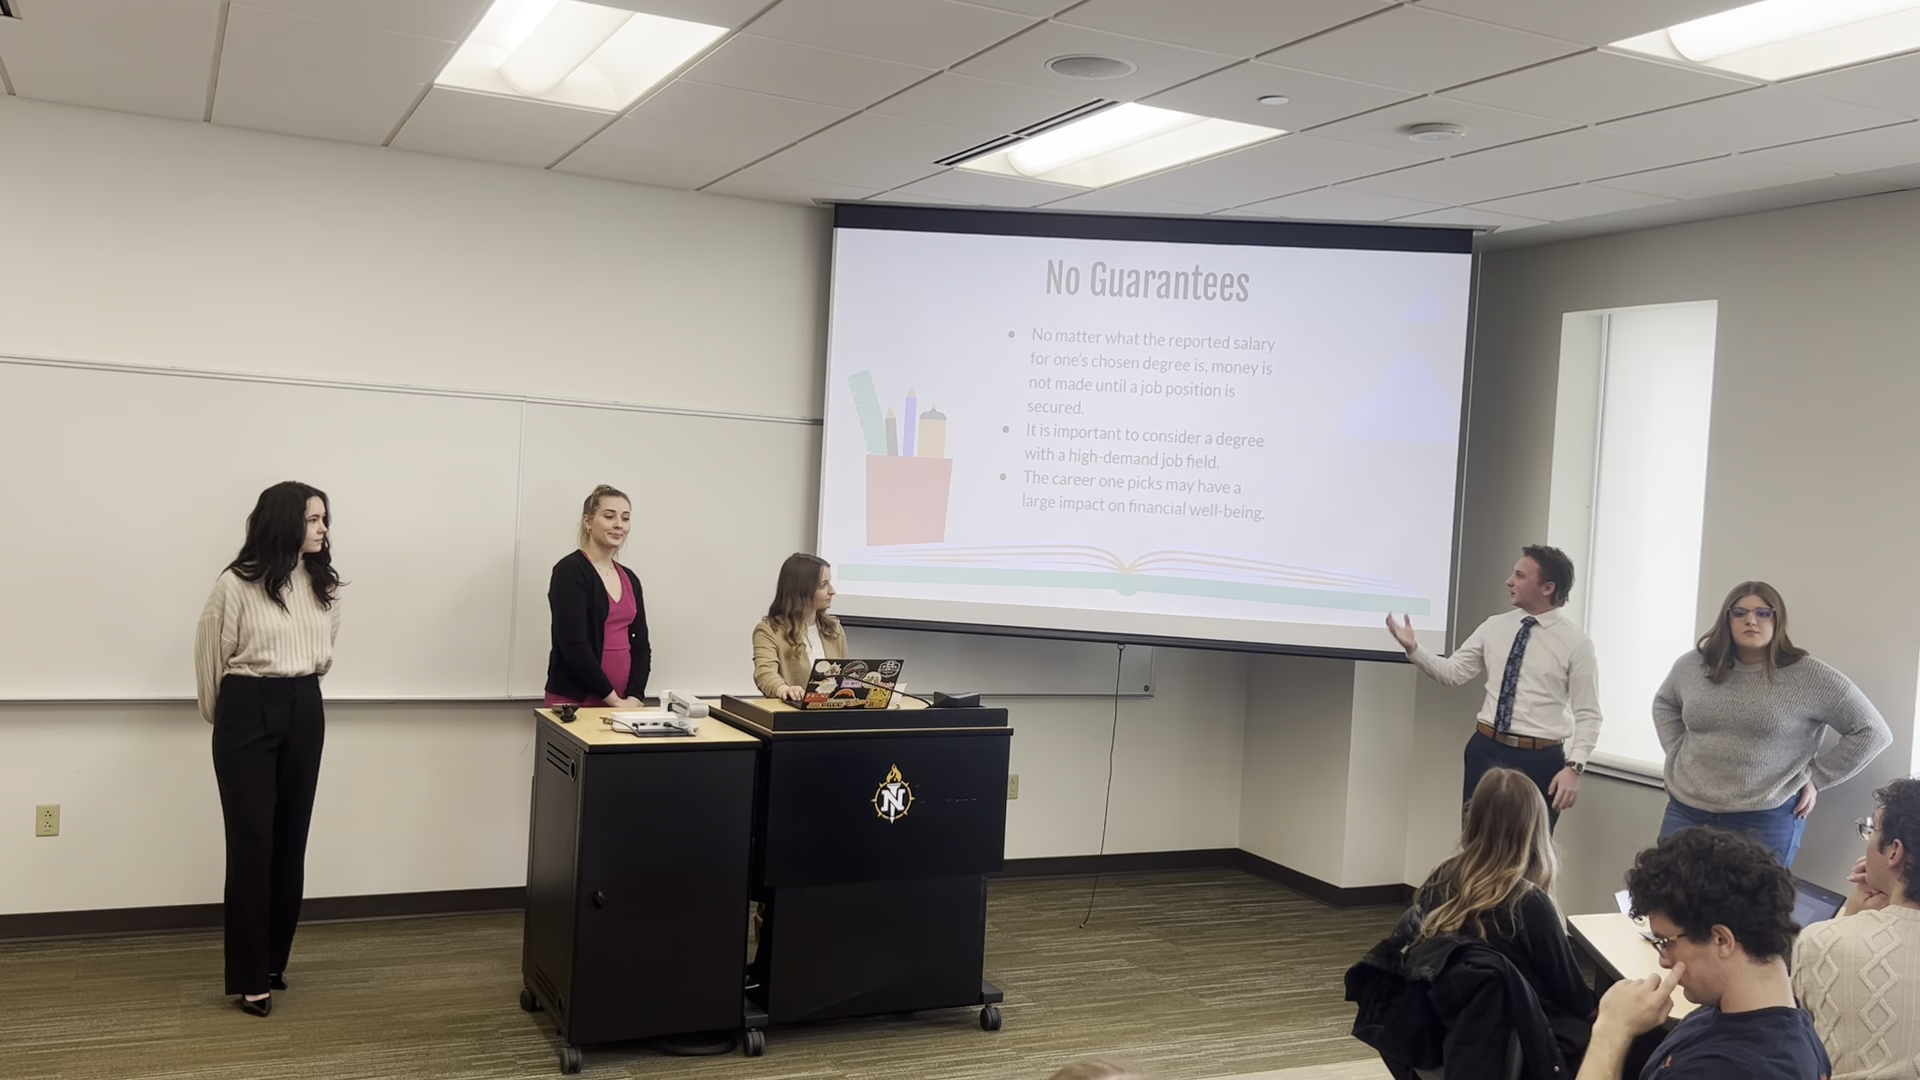 No Guarantees
● No matter what the reported salary
for one's chosen degree is, money is
not made until a job position is
secured.
● It is important to consider a degree
with a high-demand job field.
● The career one picks may have a
large impact on financial well-being.
N